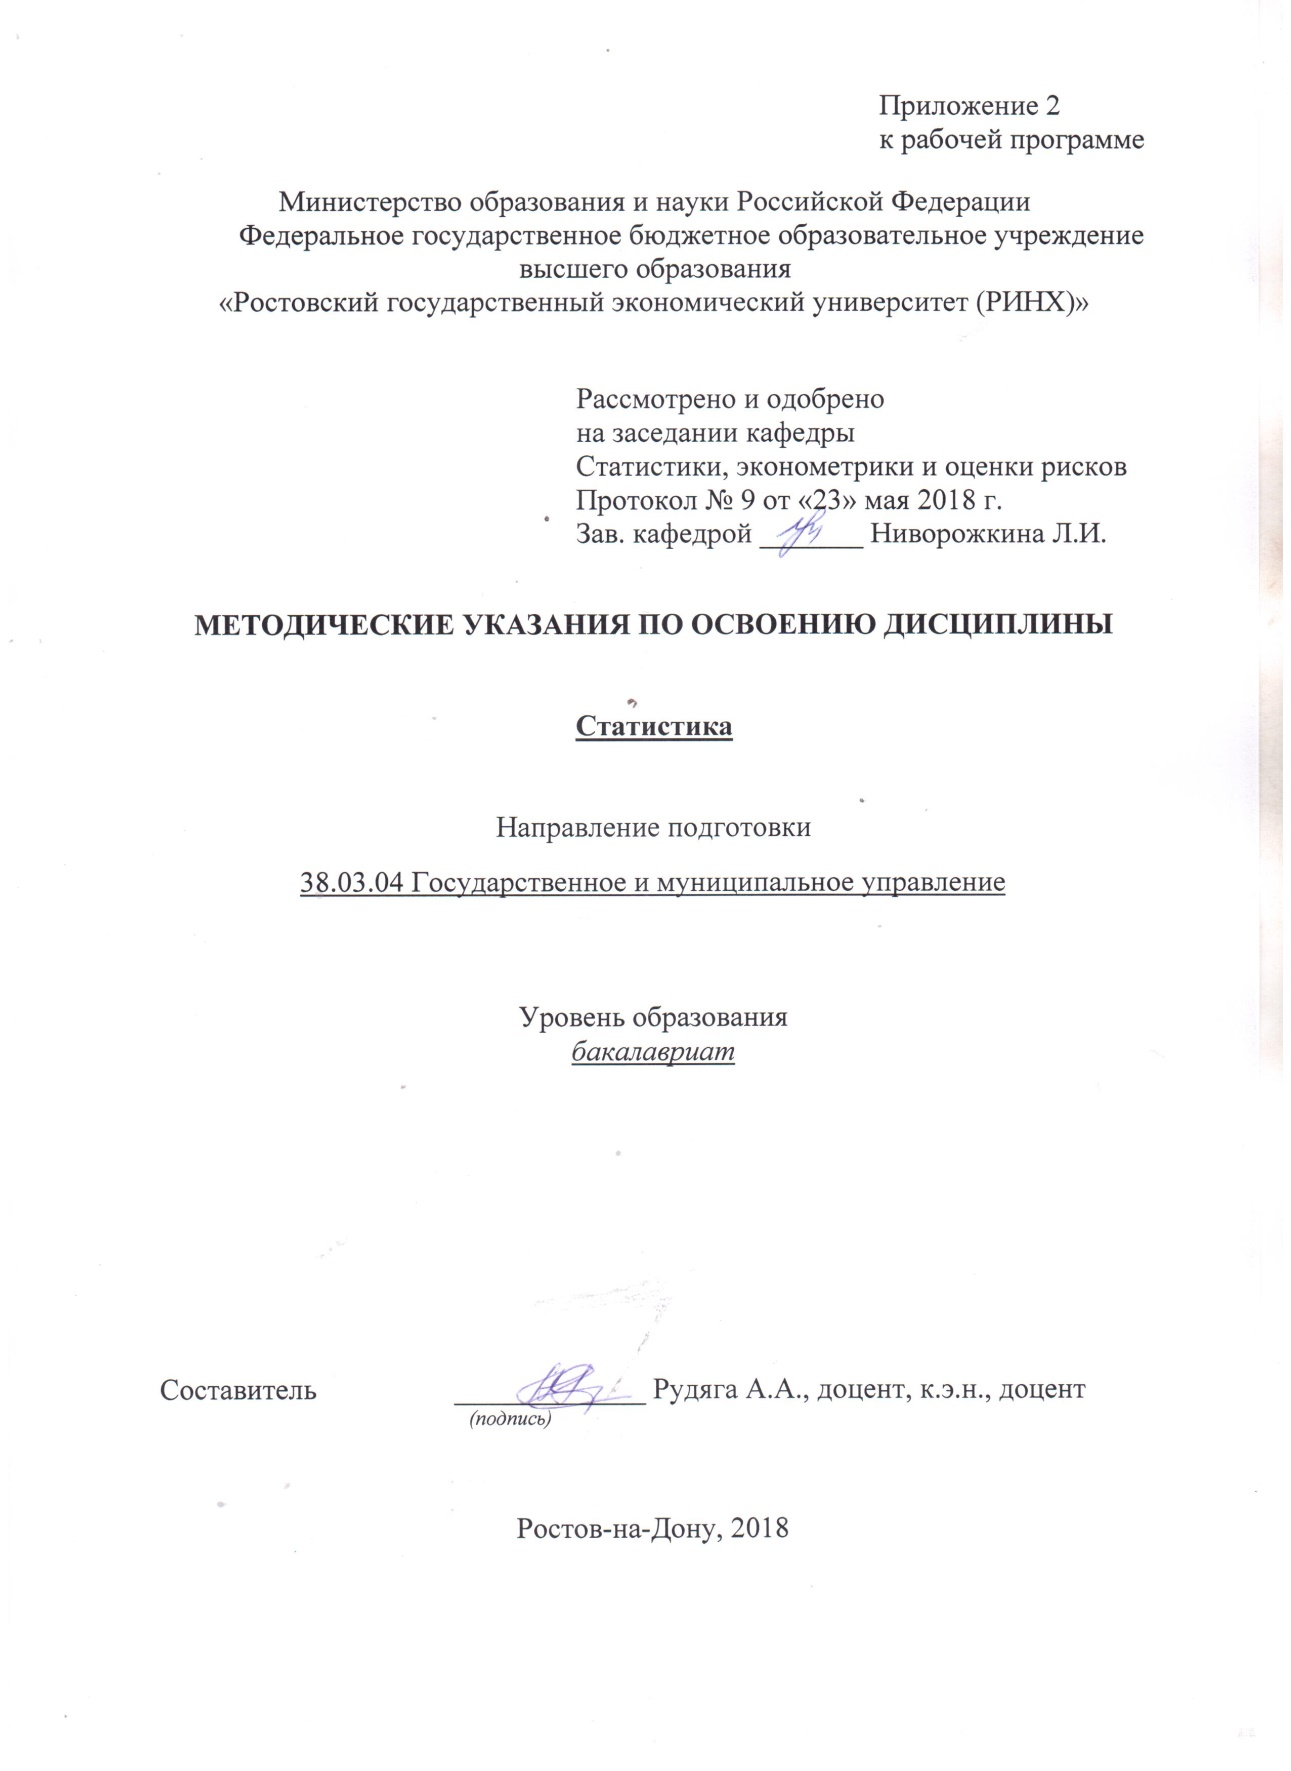 Приложение 2
к рабочей программе
Министерство образования и науки Российской Федерации
Федеральное государственное бюджетное образовательное учреждение
высшего образования
«Ростовский государственный экономический университет (РИНХ)»
Рассмотрено и одобрено
на заседании кафедры
Статистики, эконометрики и оценки рисков
Протокол № 9 от «23» мая 2018 г.
Зав. кафедрой _______ Ниворожкина Л.И.
МЕТОДИЧЕСКИЕ УКАЗАНИЯ ПО ОСВОЕНИЮ ДИСЦИПЛИНЫ
Статистика
Направление подготовки
38.03.04 Государственное и муниципальное управление
Уровень образования
бакалавриат
Составитель _____________ Рудяга А.А., доцент, к.э.н., доцент
(подпись)
Ростов-на-Дону, 2018